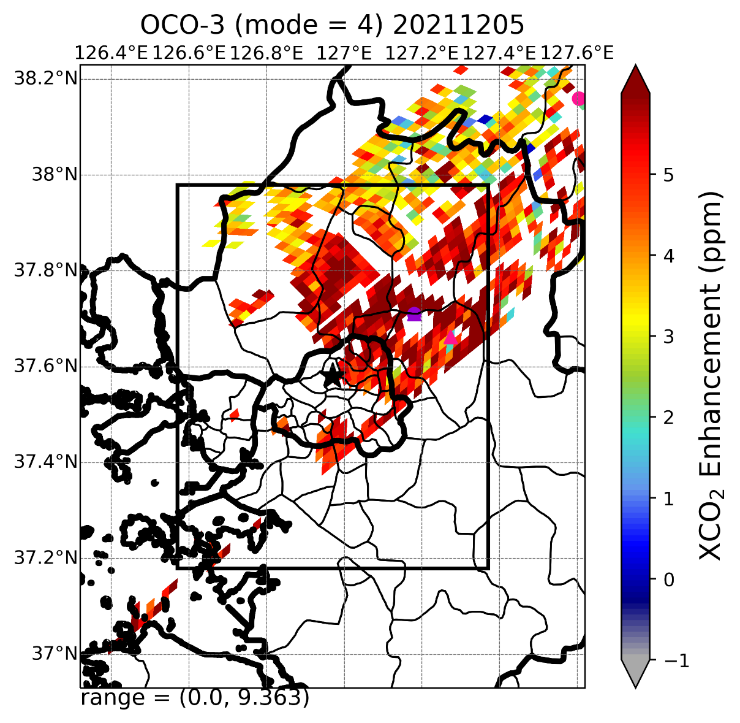 OCO-3 (mode = 4) 20211205
126.4°E 126.6°E 126.8°E 127°E 127.2°E 127.4°E 127.6°E
38.2°N
38°N
37.8°N
37.6°N
37.4°N
37.2°N
37°N
5
4
3
2
1
0
−1
XCO₂ Enhancement (ppm)
range = (0.0, 9.363)